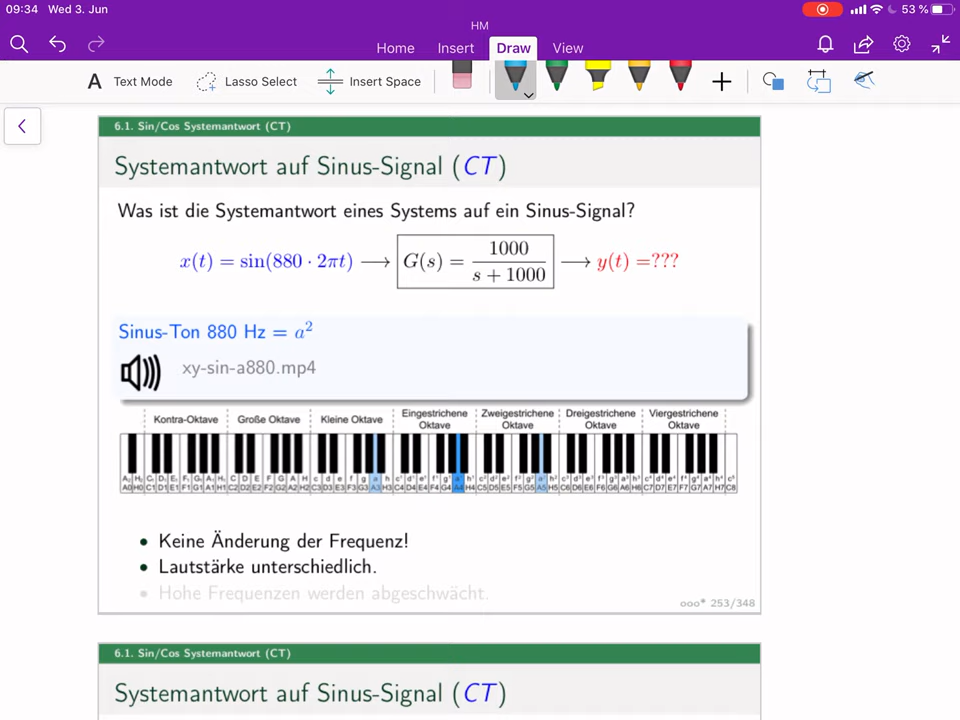 09:34 Wed 3. Jun
53 %
HM
Home Insert Draw View
A Text Mode Lasso Select Insert Space
6.1. Sin/Cos Systemantwort (CT)
Systemantwort auf Sinus-Signal (CT)
Was ist die Systemantwort eines Systems auf ein Sinus-Signal?
x(t) = sin(880 · 2πt) → G(s) = 1000 / (s + 1000) → y(t) =???
Sinus-Ton 880 Hz = a²
xy-sin-a880.mp4
Kontra-Oktave Große Oktave Kleine Oktave Eingestrichene Oktave Zweigestrichene Oktave Dreigestrichene Oktave Viergestrichene Oktave
• Keine Änderung der Frequenz!
• Lautstärke unterschiedlich.
• Hohe Frequenzen werden abgeschwächt.
ooo* 253/348
6.1. Sin/Cos Systemantwort (CT)
Systemantwort auf Sinus-Signal (CT)